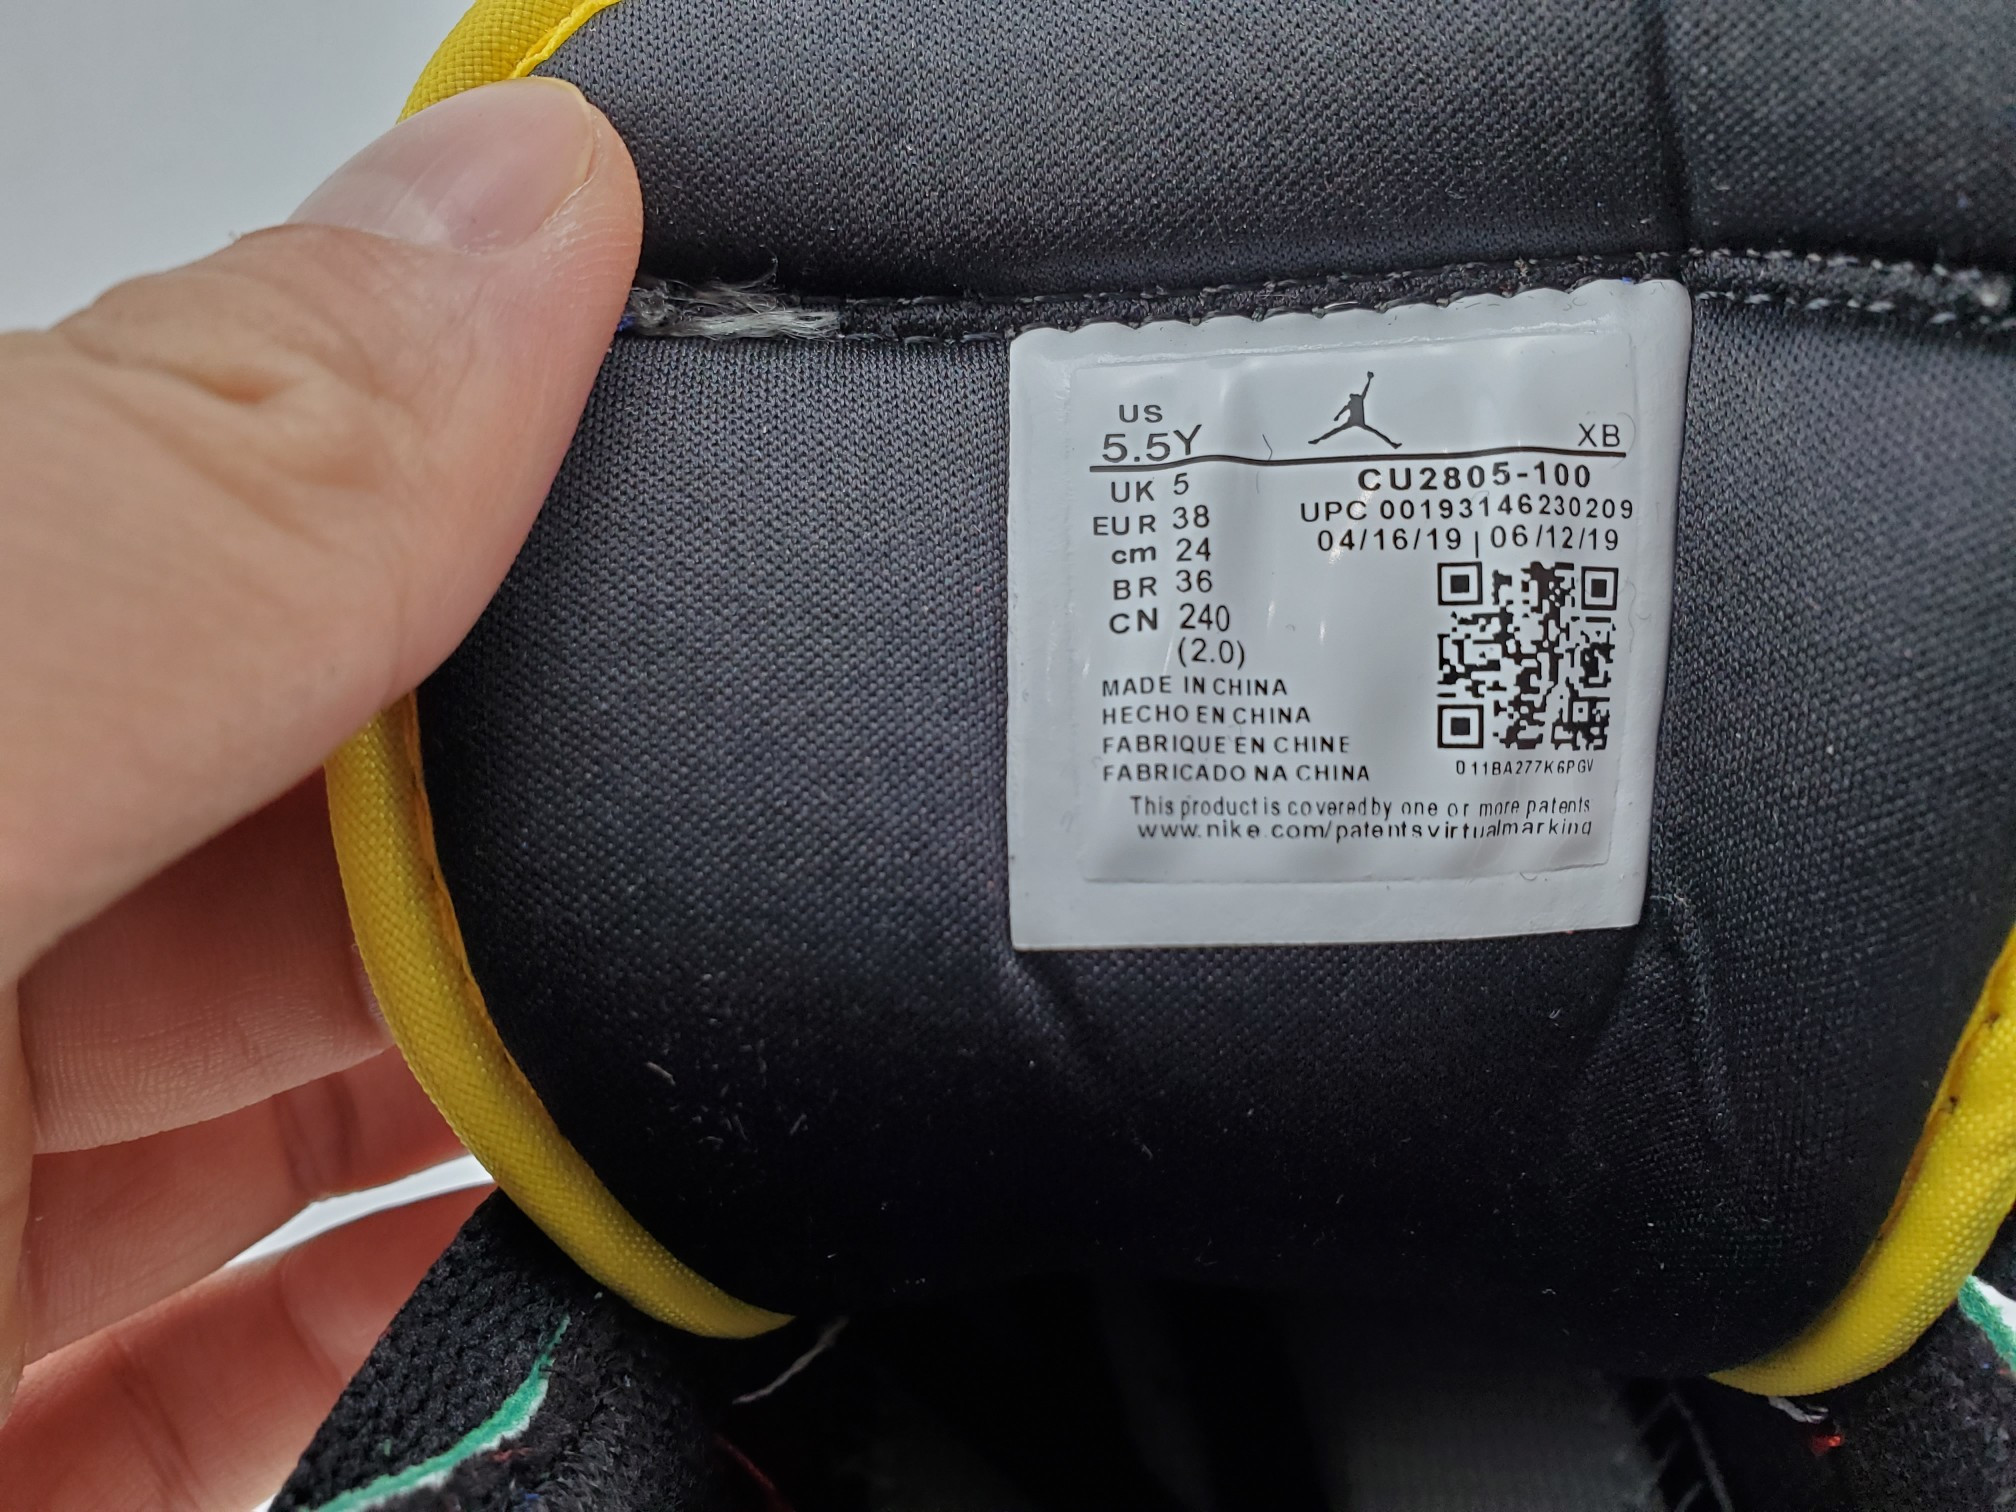 US
5.5Y XB
UK 5
EUR 38
cm 24
BR 36
CN 240
(2.0)
CU2805-100
UPC 00193146230209
04/16/19 | 06/12/19
MADE IN CHINA
HECHO EN CHINA
FABRIQUE EN CHINE
FABRICADO NA CHINA
011BA277K6PGV
This product is covered by one or more patents
www.nike.com/patentsvirtualmarking